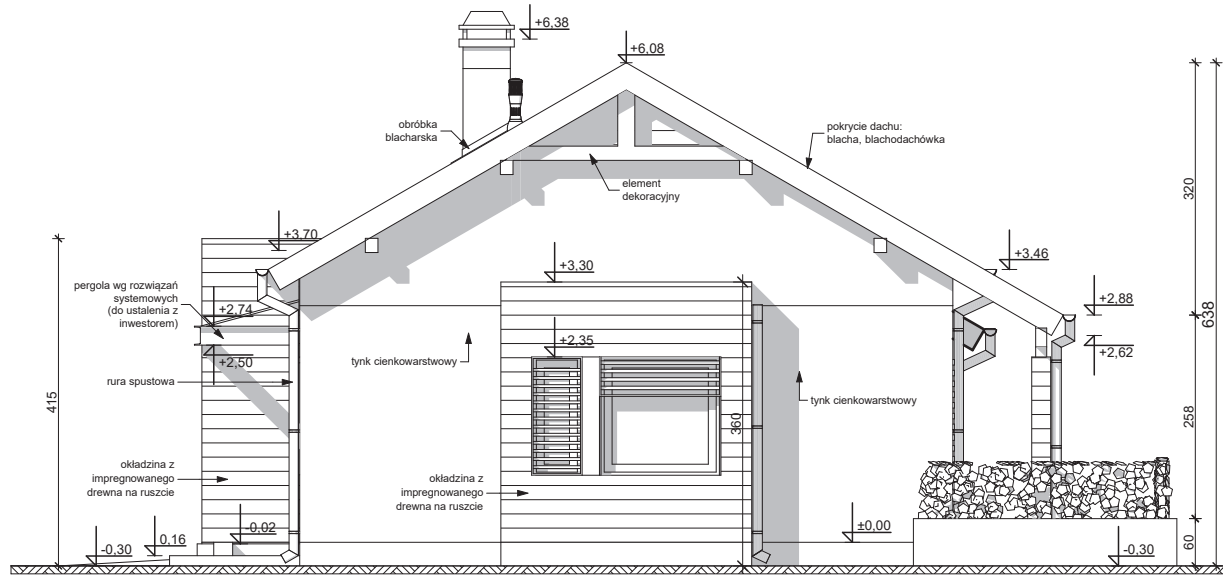 +6,38
+6,08
obróbka
blacharska
pokrycie dachu:
blacha, blachodachówka
element
dekoracyjny
320
+3,70
+3,46
+3,30
pergola wg rozwiązań
systemowych
(do ustalenia z
inwestorem)
+2,74
+2,88
638
+2,35
+2,62
+2,50
tynk cienkowarstwowy
rura spustowa
tynk cienkowarstwowy
415
360
258
okładzina z
impregnowanego
drewna na ruszcie
okładzina z
impregnowanego
drewna na ruszcie
-0,02
±0,00
0,16
-0,30
-0,30
60